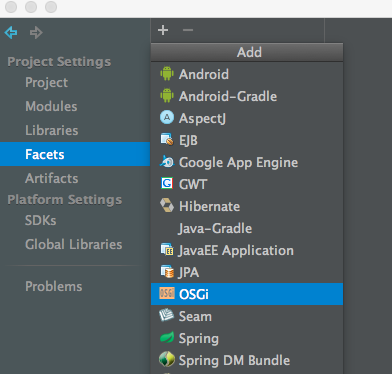 Add
Project Settings
Project
Modules
Libraries
Facets
Artifacts
Platform Settings
SDKs
Global Libraries
Problems
Android
Android-Gradle
AspectJ
EJB
Google App Engine
GWT
Hibernate
Java-Gradle
JavaEE Application
JPA
OSGi OSGi
Seam
Spring
Spring DM Bundle